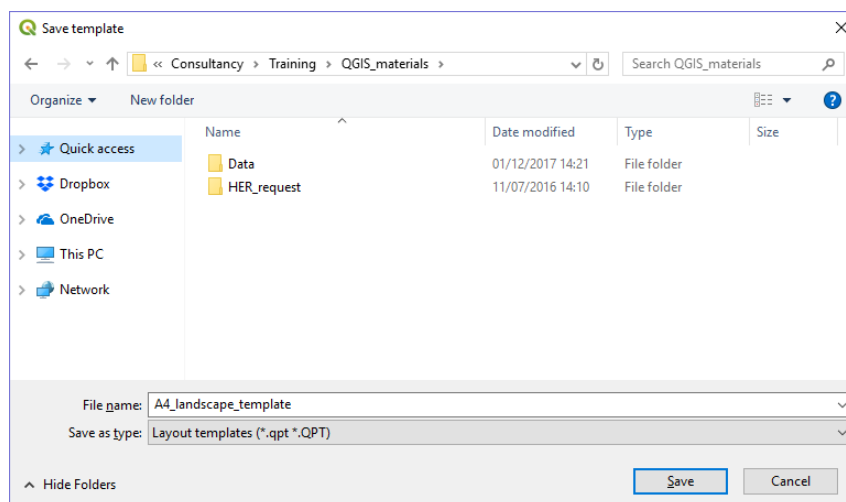 Save template
« Consultancy › Training › QGIS_materials › Search QGIS_materials
Organize New folder
Name Date modified Type Size
Quick access
Data 01/12/2017 14:21 File folder
Dropbox
HER_request 11/07/2016 14:10 File folder
OneDrive
This PC
Network
File name: A4_landscape_template
Save as type: Layout templates (*.qpt *.QPT)
Hide Folders Save Cancel